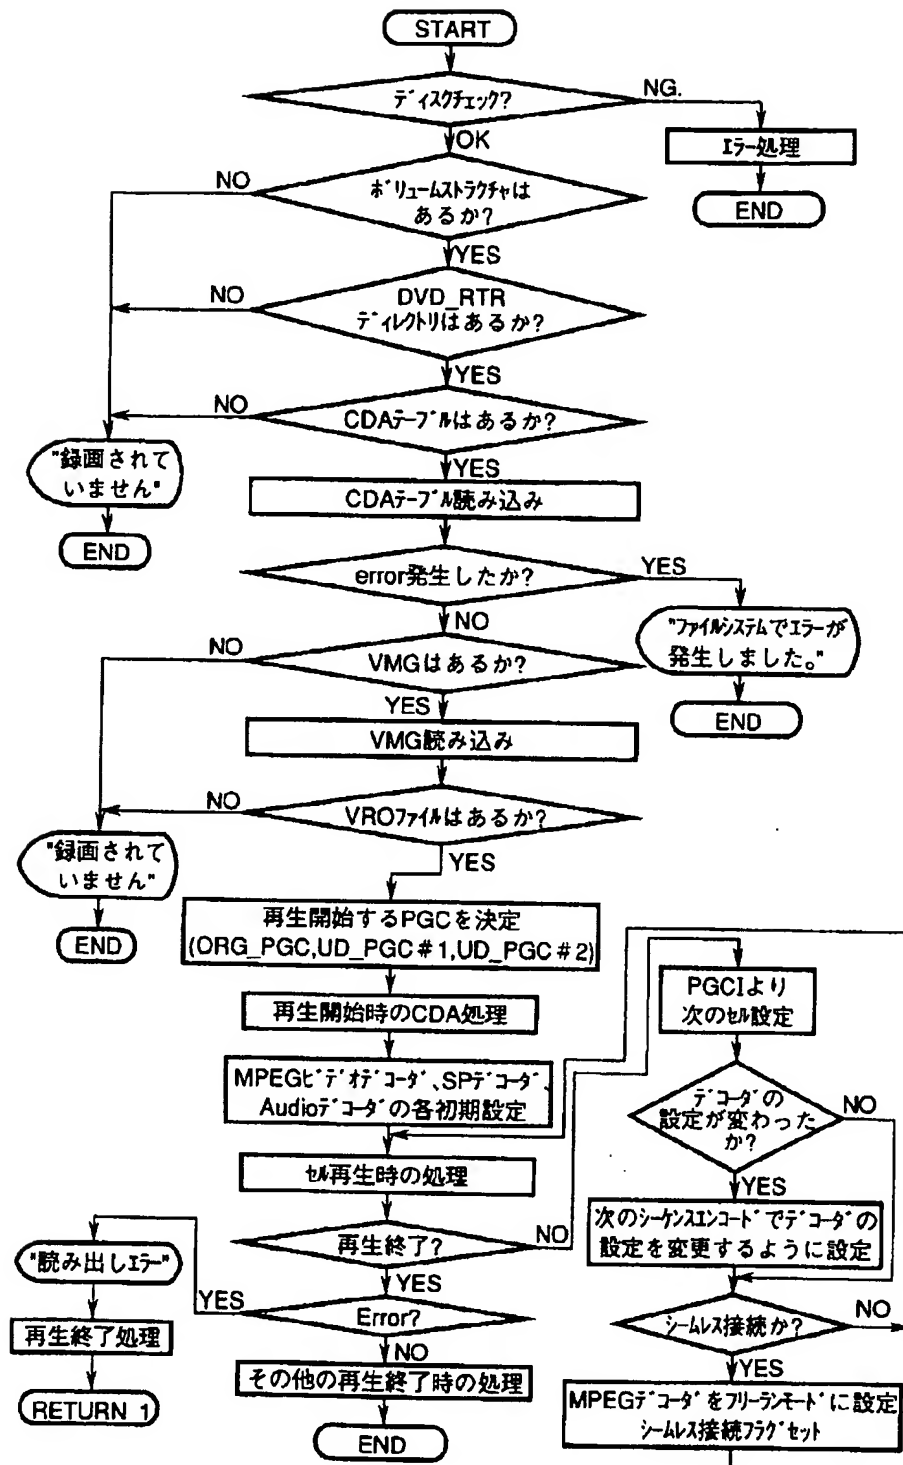 START
ディスクチェック?
NG.
エラー処理
END
OK
ボリュームストラクチャは
あるか?
NO
YES
DVD_RTR
ディレクトリはあるか?
NO
YES
CDAテーブルはあるか?
NO
"録画されて
いません"
END
YES
CDAテーブル読み込み
error発生したか?
YES
"ファイルシステムでエラーが
発生しました。"
END
NO
VMGはあるか?
NO
YES
VMG読み込み
VROファイルはあるか?
NO
"録画されて
いません"
END
YES
再生開始するPGCを決定
(ORG_PGC,UD_PGC#1,UD_PGC#2)
再生開始時のCDA処理
MPEGビデオデコーダ、SPデコーダ、
Audioデコーダの各初期設定
セル再生時の処理
再生終了?
NO
YES
Error?
YES
"読み出しエラー"
再生終了処理
RETURN 1
NO
その他の再生終了時の処理
END
PGCIより
次のセル設定
デコーダの
設定が変わった
か?
NO
YES
次のシーケンスエンコードでデコーダの
設定を変更するように設定
シームレス接続か?
NO
YES
MPEGデコーダをフリーランモードに設定
シームレス接続フラグセット